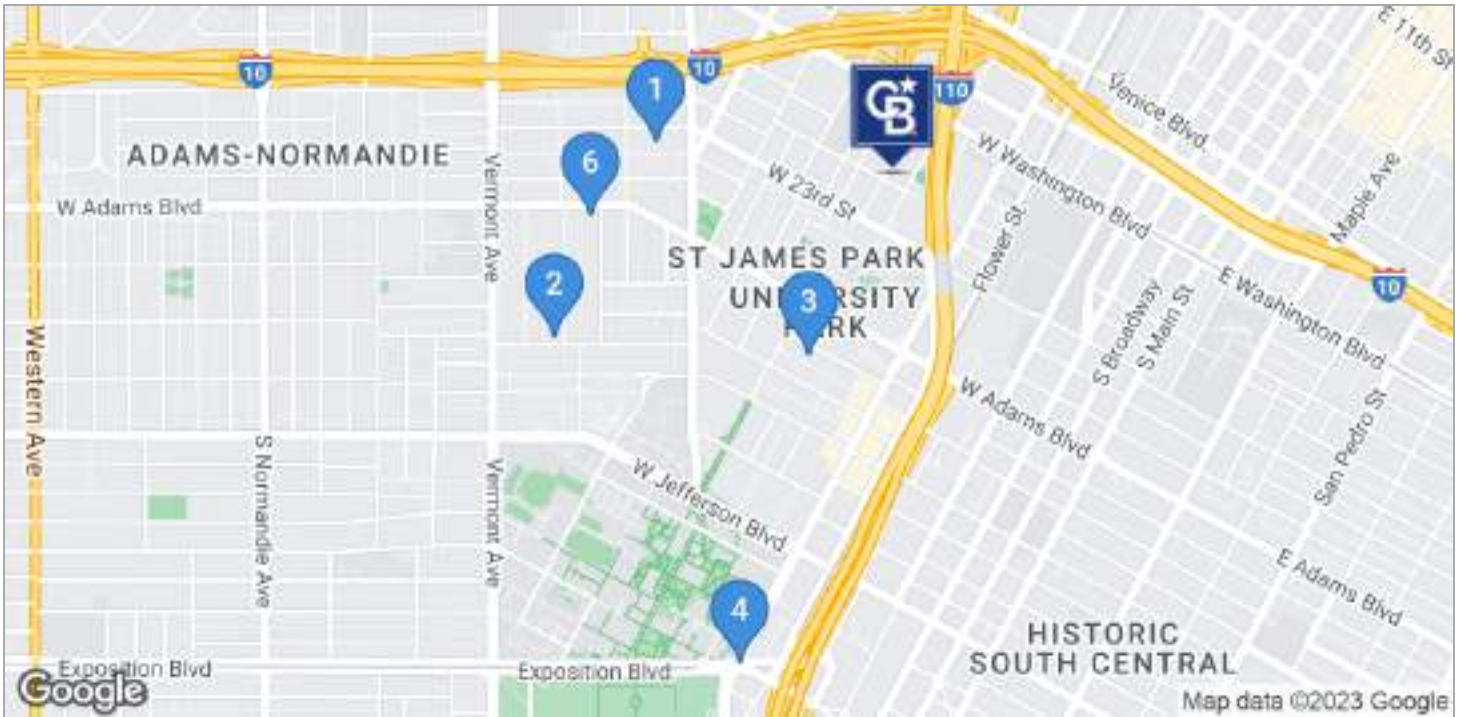 E 11th St
10
10
110
1
CB
Venice Blvd
ADAMS-NORMANDIE
6
W Washington Blvd
Maple Ave
W Adams Blvd
Vermont Ave
W 23rd St
Flower St
ST JAMES PARK
UNIVERSITY
PARK
2
3
E Washington Blvd
10
S Broadway
S Main St
Western Ave
W Adams Blvd
San Pedro St
S Normandie Ave
Vermont Ave
W Jefferson Blvd
E Adams Blvd
4
HISTORIC
SOUTH CENTRAL
Exposition Blvd
Exposition Blvd
Google
Map data ©2023 Google